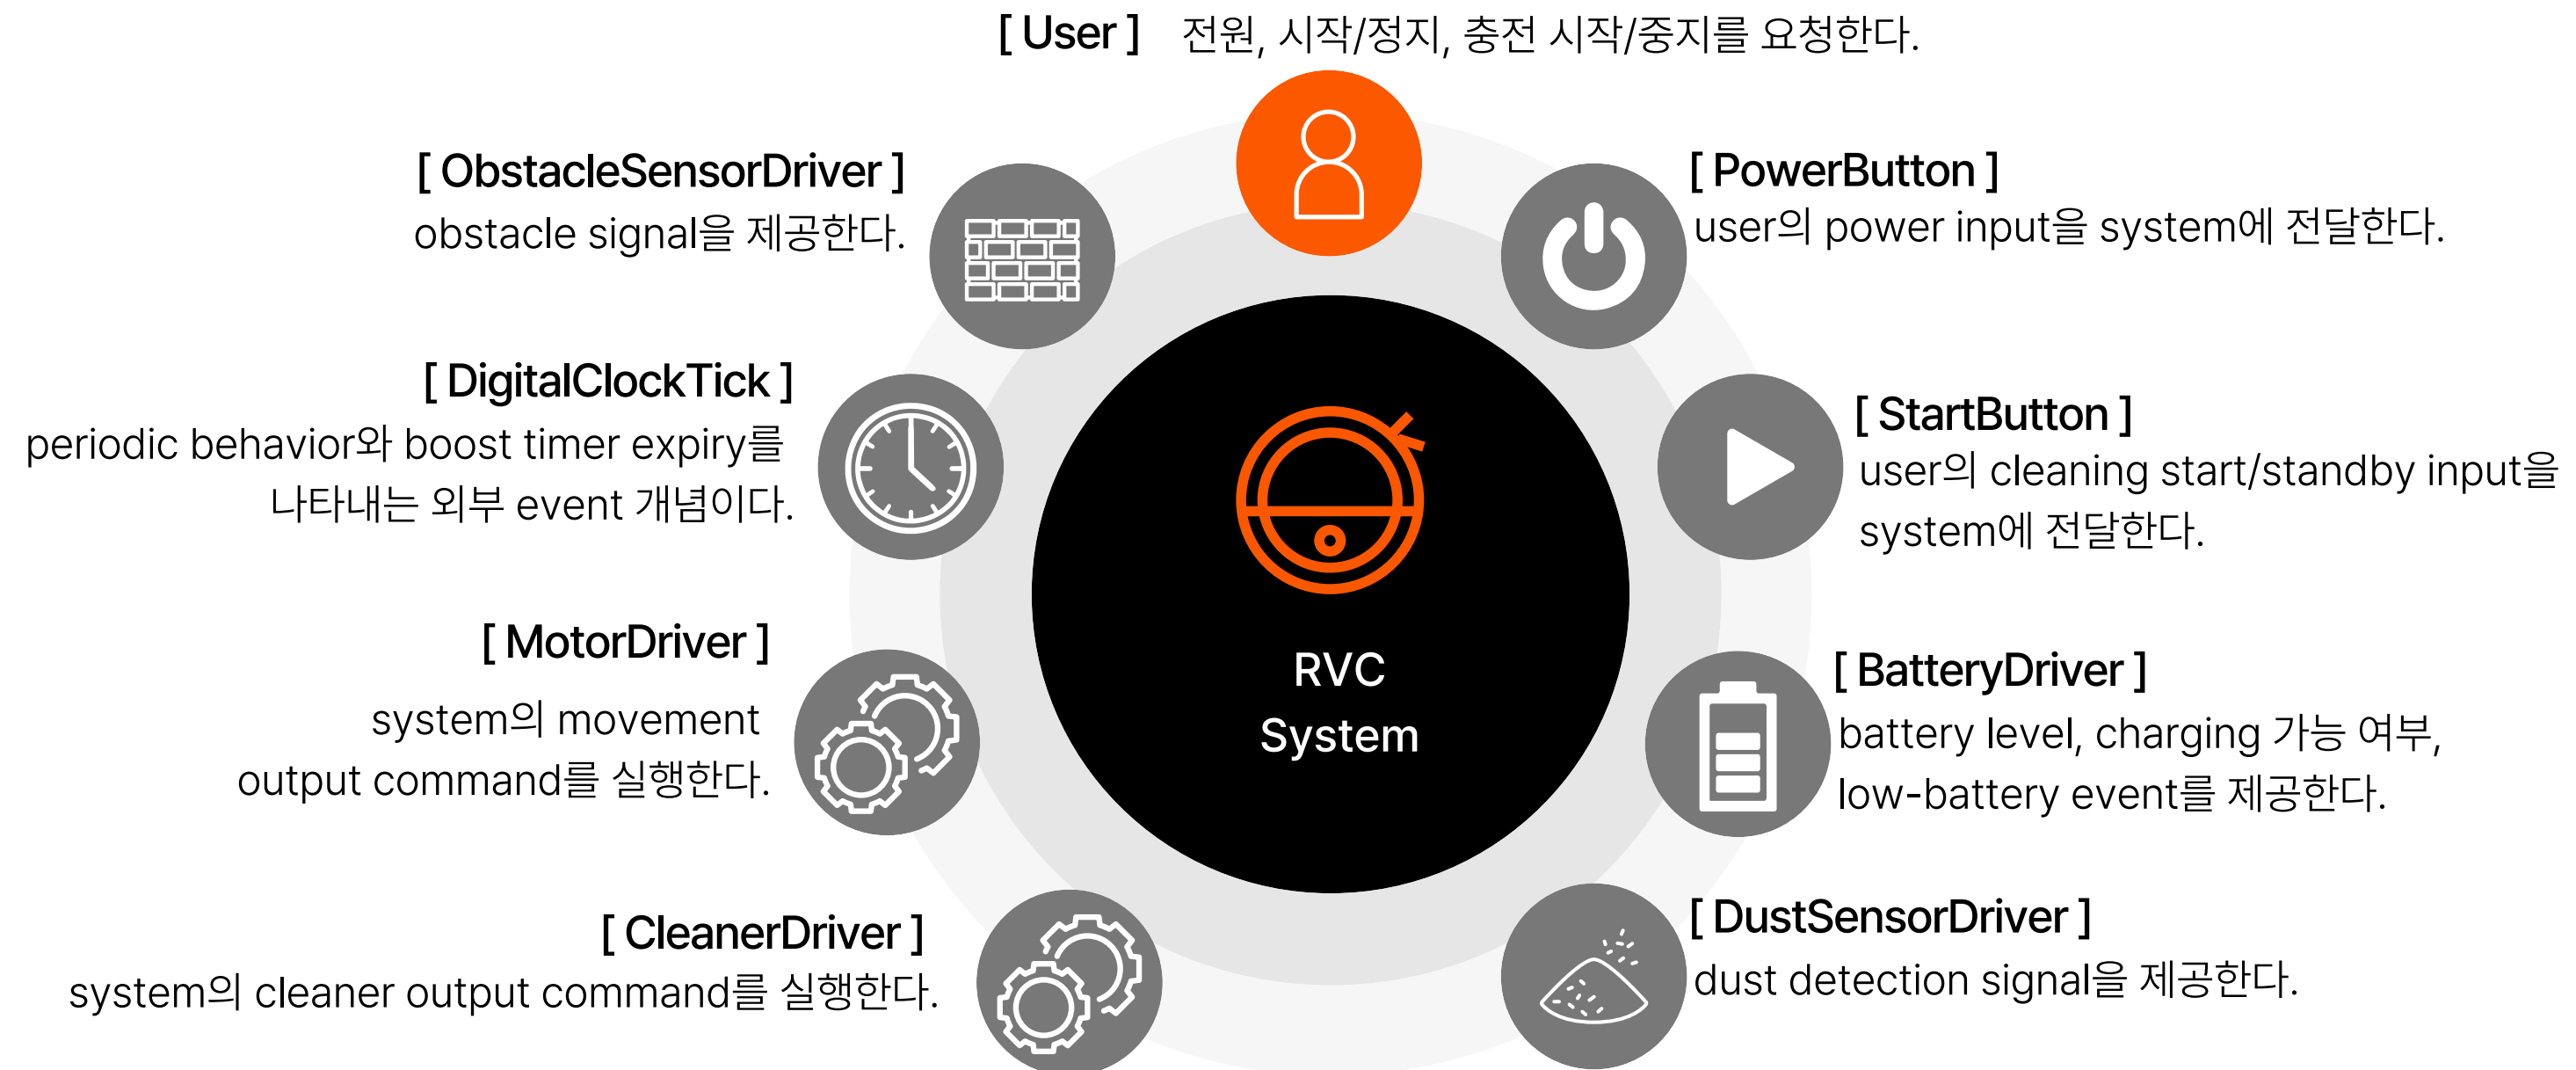 [ User ] 전원, 시작/정지, 충전 시작/중지를 요청한다.
[ ObstacleSensorDriver ]
obstacle signal을 제공한다.
[ PowerButton ]
user의 power input을 system에 전달한다.
[ DigitalClockTick ]
periodic behavior와 boost timer expiry를
나타내는 외부 event 개념이다.
[ StartButton ]
user의 cleaning start/standby input을
system에 전달한다.
[ MotorDriver ]
system의 movement
output command를 실행한다.
RVC
System
[ BatteryDriver ]
battery level, charging 가능 여부,
low-battery event를 제공한다.
[ CleanerDriver ]
system의 cleaner output command를 실행한다.
[ DustSensorDriver ]
dust detection signal을 제공한다.